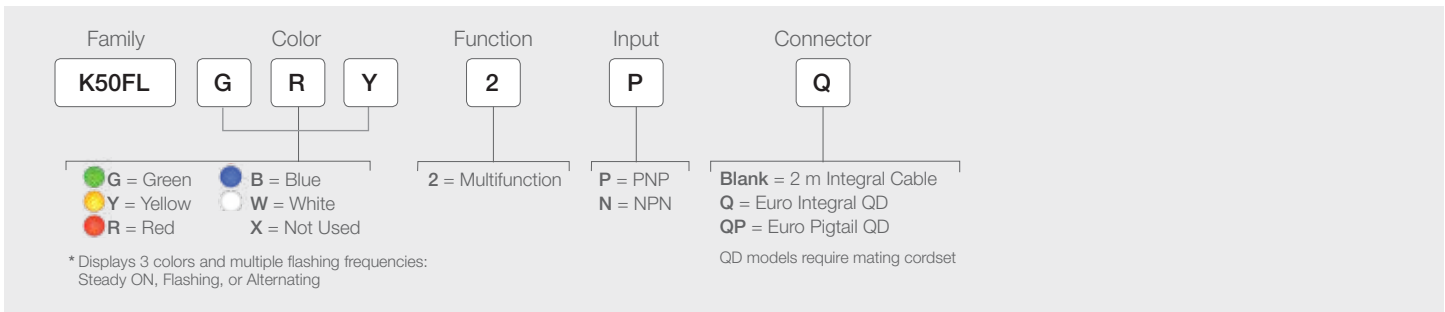 Family Color Function Input Connector
K50FL G R Y 2 P Q
G = Green B = Blue
Y = Yellow W = White
R = Red X = Not Used
* Displays 3 colors and multiple flashing frequencies:
Steady ON, Flashing, or Alternating
2 = Multifunction
P = PNP
N = NPN
Blank = 2 m Integral Cable
Q = Euro Integral QD
QP = Euro Pigtail QD
QD models require mating cordset